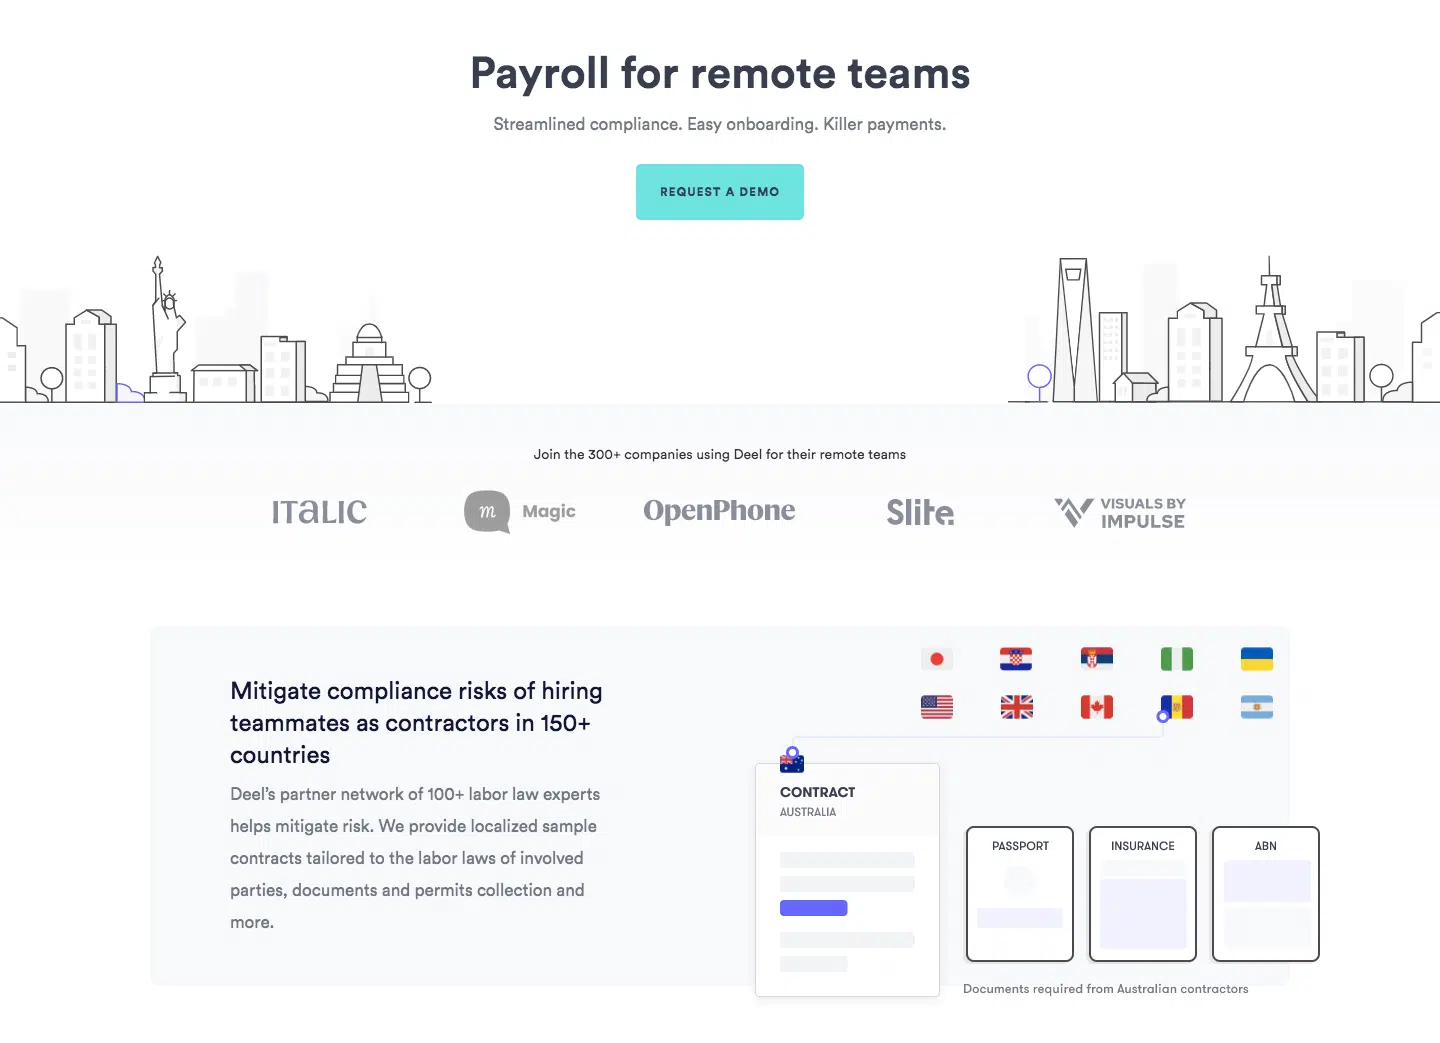 Payroll for remote teams
Streamlined compliance. Easy onboarding. Killer payments.
REQUEST A DEMO
Join the 300+ companies using Deel for their remote teams
ITALIC
m Magic
OpenPhone
Slite
VISUALS BY
IMPULSE
Mitigate compliance risks of hiring
teammates as contractors in 150+
countries
Deel’s partner network of 100+ labor law experts
helps mitigate risk. We provide localized sample
contracts tailored to the labor laws of involved
parties, documents and permits collection and
more.
CONTRACT
AUSTRALIA
PASSPORT
INSURANCE
ABN
Documents required from Australian contractors